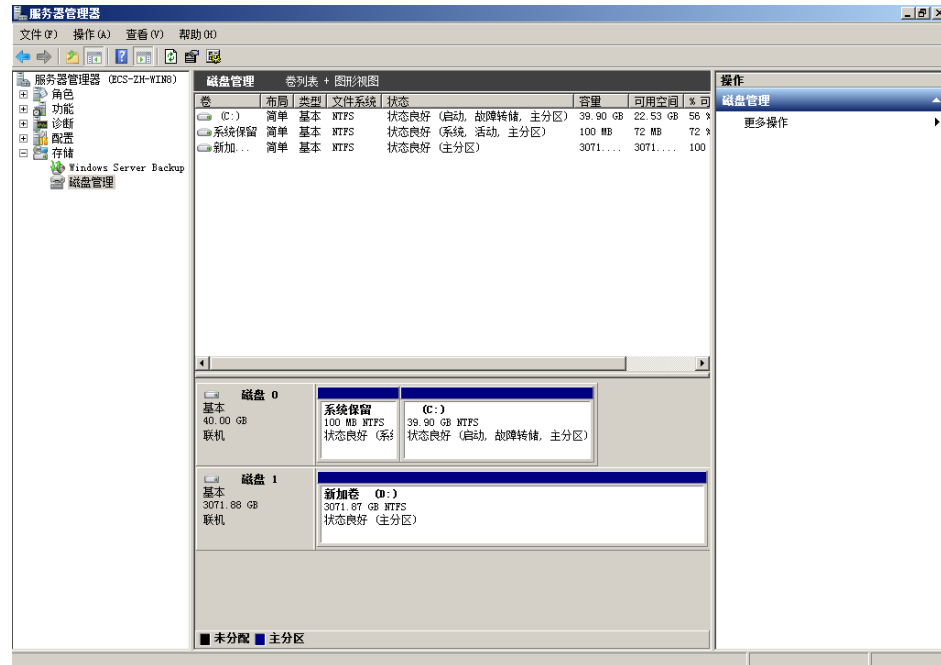 服务器管理器
文件(F) 操作(A) 查看(V) 帮助(H)
服务器管理器 (ECS-ZH-WIN8)
角色
功能
诊断
配置
存储
Windows Server Backup
磁盘管理
磁盘管理 卷列表 + 图形视图
卷 布局 类型 文件系统 状态 容量 可用空间 % 可
(C:) 简单 基本 NTFS 状态良好 (启动, 故障转储, 主分区) 39.90 GB 22.53 GB 56 %
系统保留 简单 基本 NTFS 状态良好 (系统, 活动, 主分区) 100 MB 72 MB 72 %
新加... 简单 基本 NTFS 状态良好 (主分区) 3071.... 3071.... 100
磁盘 0
基本
40.00 GB
联机
系统保留
100 MB NTFS
状态良好 (系统
(C:)
39.90 GB NTFS
状态良好 (启动, 故障转储, 主分区)
磁盘 1
基本
3071.88 GB
联机
新加卷 (D:)
3071.87 GB NTFS
状态良好 (主分区)
未分配 主分区
操作
磁盘管理
更多操作